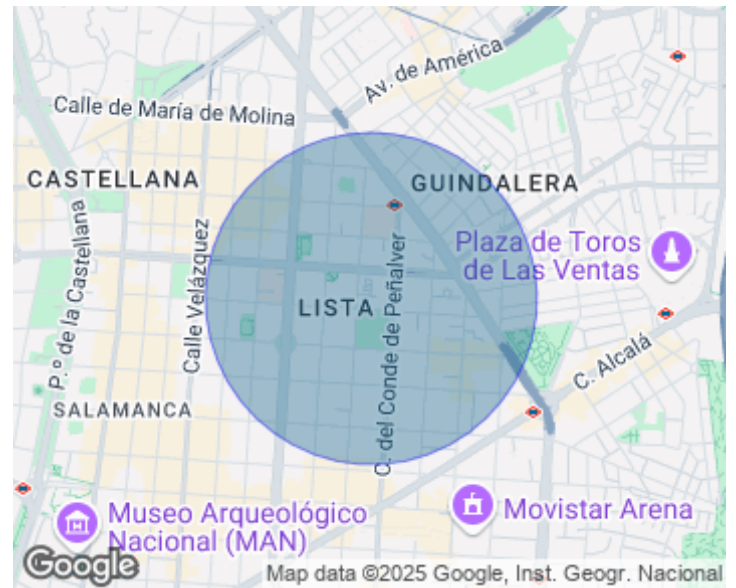 Av. de América
Calle de María de Molina
CASTELLANA
GUINDALERA
Plaza de Toros
de Las Ventas
P.º de la Castellana
Calle Velázquez
C. del Conde de Peñalver
LISTA
C. Alcalá
SALAMANCA
Museo Arqueológico
Nacional (MAN)
Movistar Arena
Google
Map data ©2025 Google, Inst. Geogr. Nacional